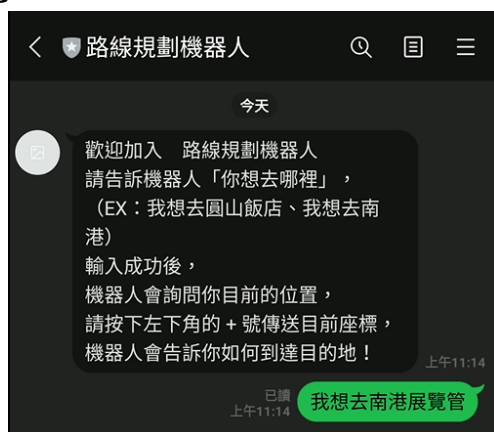 路線規劃機器人
今天
歡迎加入　路線規劃機器人
請告訴機器人「你想去哪裡」，
（EX：我想去圓山飯店、我想去南
港）
輸入成功後，
機器人會詢問你目前的位置，
請按下左下角的 + 號傳送目前座標，
機器人會告訴你如何到達目的地！
上午11:14
已讀
上午11:14
我想去南港展覽管